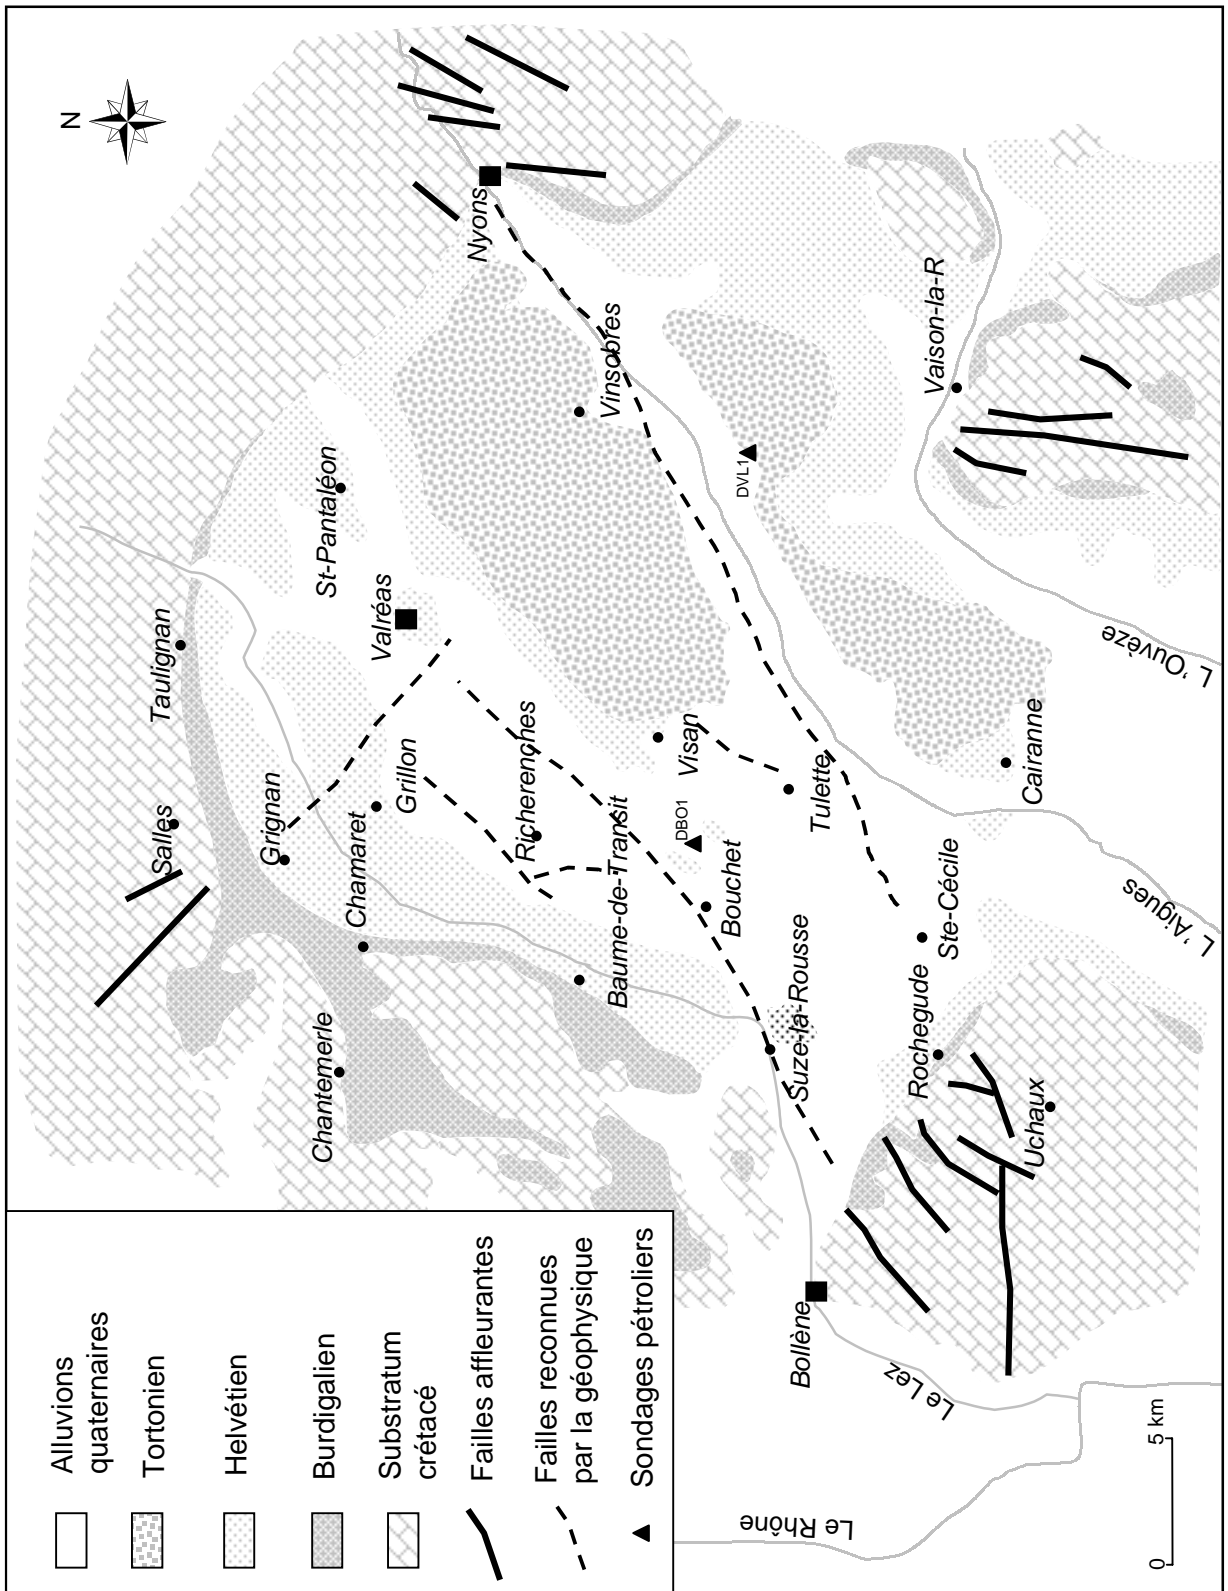 N
Nyons
Vinsobres
St-Pantaléon
Valréas
Taulignan
Salles
Grignan
Grillon
Chamaret
Richerenches
Visan
DVL1
Vaison-la-R
Tulette
DBO1
Bouchet
Baume-de-Transit
Chantemerle
Suze-la-Rousse
Ste-Cécile
Cairanne
Rochegude
Uchaux
Bollène
L 'Ouvèze
L 'Aigues
Le Lez
Le Rhône
Alluvions
quaternaires
Tortonien
Helvétien
Burdigalien
Substratum
crétacé
Failles affleurantes
Failles reconnues
par la géophysique
Sondages pétroliers
0 5 km